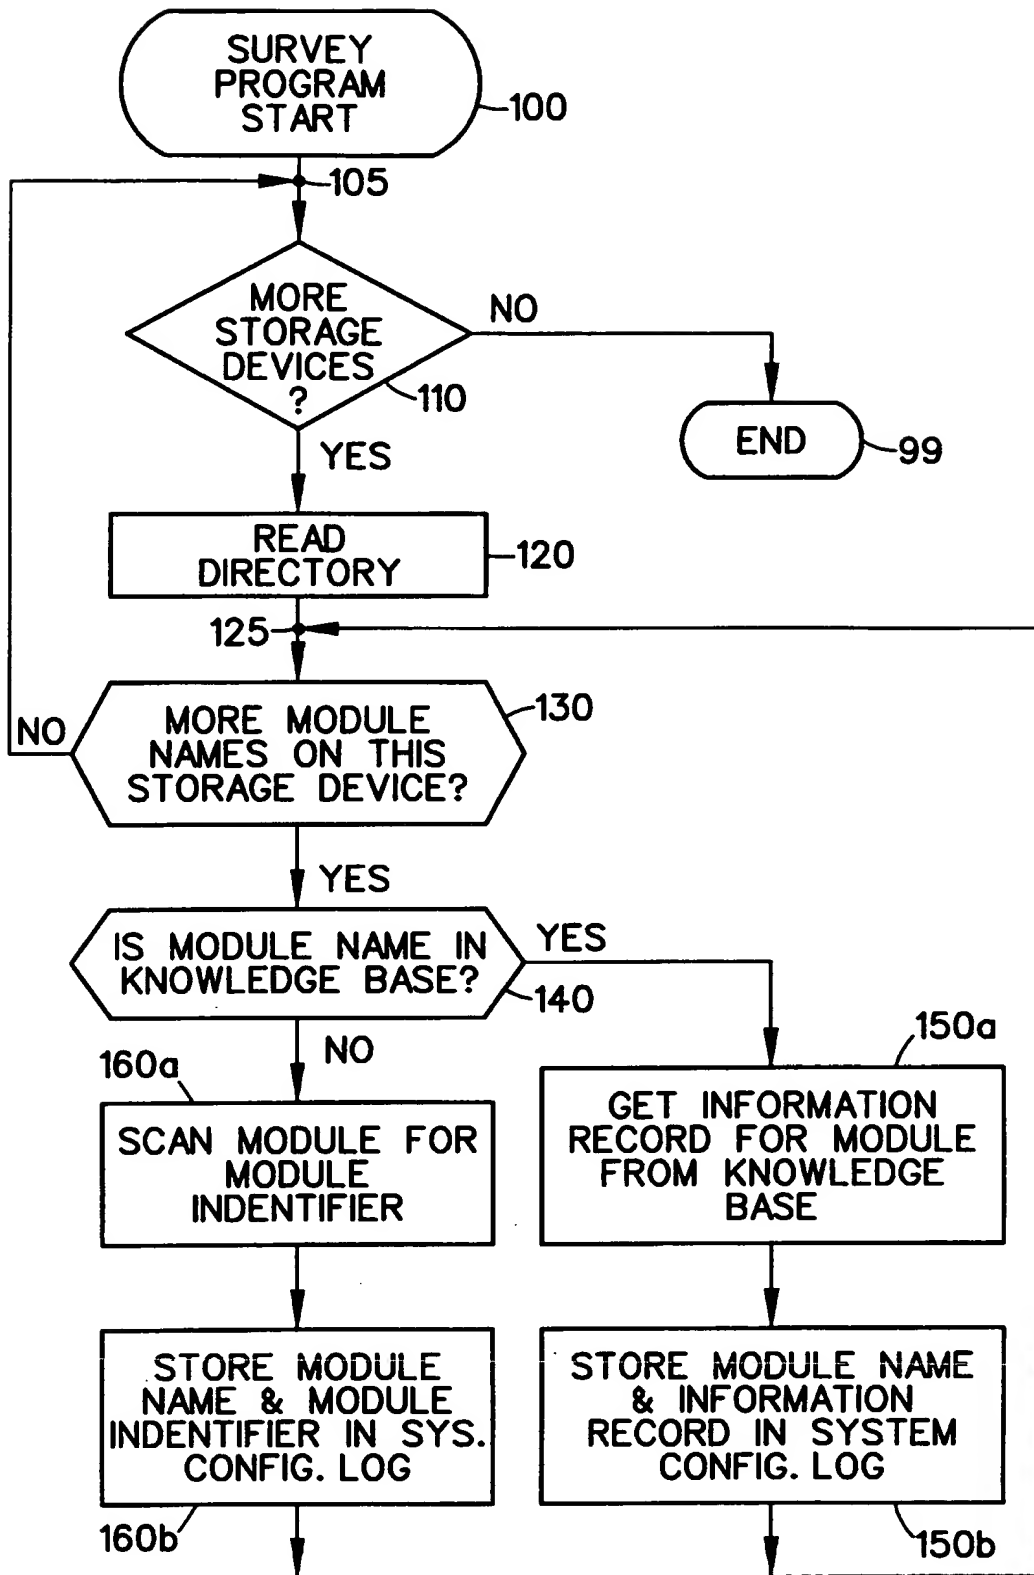 SURVEY
PROGRAM
START
100
105
MORE
STORAGE
DEVICES
?
110
NO
END
99
YES
READ
DIRECTORY
120
125
MORE MODULE
NAMES ON THIS
STORAGE DEVICE?
130
NO
YES
IS MODULE NAME IN
KNOWLEDGE BASE?
140
YES
NO
160a
SCAN MODULE FOR
MODULE
INDENTIFIER
150a
GET INFORMATION
RECORD FOR MODULE
FROM KNOWLEDGE
BASE
STORE MODULE
NAME & MODULE
INDENTIFIER IN SYS.
CONFIG. LOG
160b
STORE MODULE NAME
& INFORMATION
RECORD IN SYSTEM
CONFIG. LOG
150b